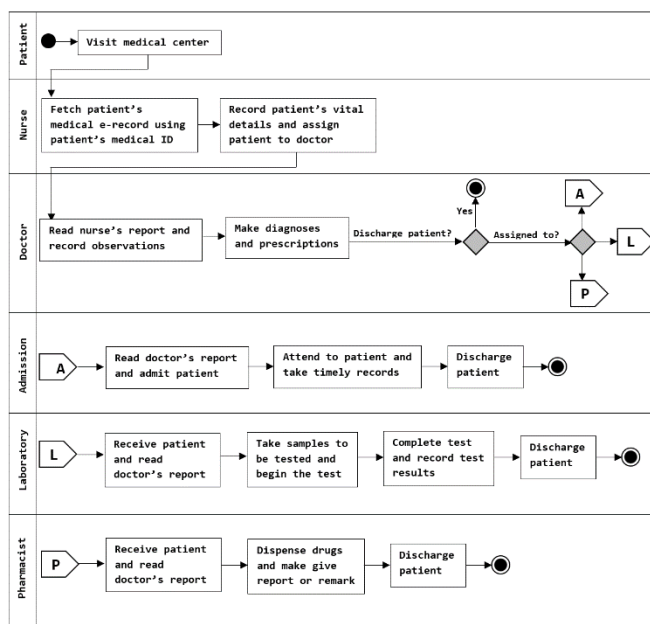 Patient
Visit medical center
Nurse
Fetch patient's
medical e-record using
patient's medical ID
Record patient's vital
details and assign
patient to doctor
Doctor
Read nurse's report and
record observations
Make diagnoses
and prescriptions
Discharge patient?
Yes
Assigned to?
A
L
P
Admission
A
Read doctor's report
and admit patient
Attend to patient and
take timely records
Discharge
patient
Laboratory
L
Receive patient
and read
doctor's report
Take samples to
be tested and
begin the test
Complete test
and record test
results
Discharge
patient
Pharmacist
P
Receive patient
and read
doctor's report
Dispense drugs
and make give
report or remark
Discharge
patient